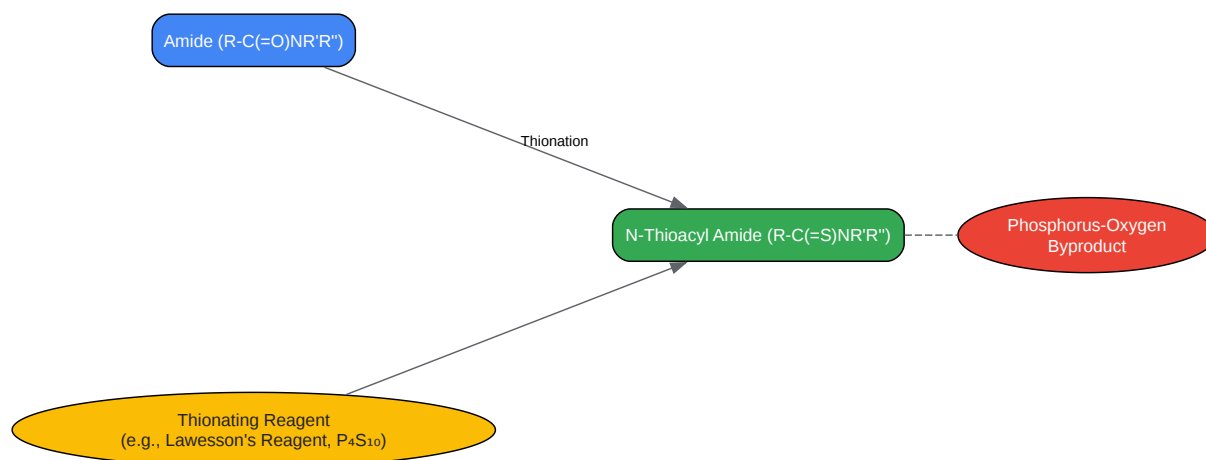 Amide (R-C(=O)NR'R'')
Thionation
N-Thioacyl Amide (R-C(=S)NR'R'')
Phosphorus-Oxygen
Byproduct
Thionating Reagent
(e.g., Lawesson's Reagent, P₄S₁₀)